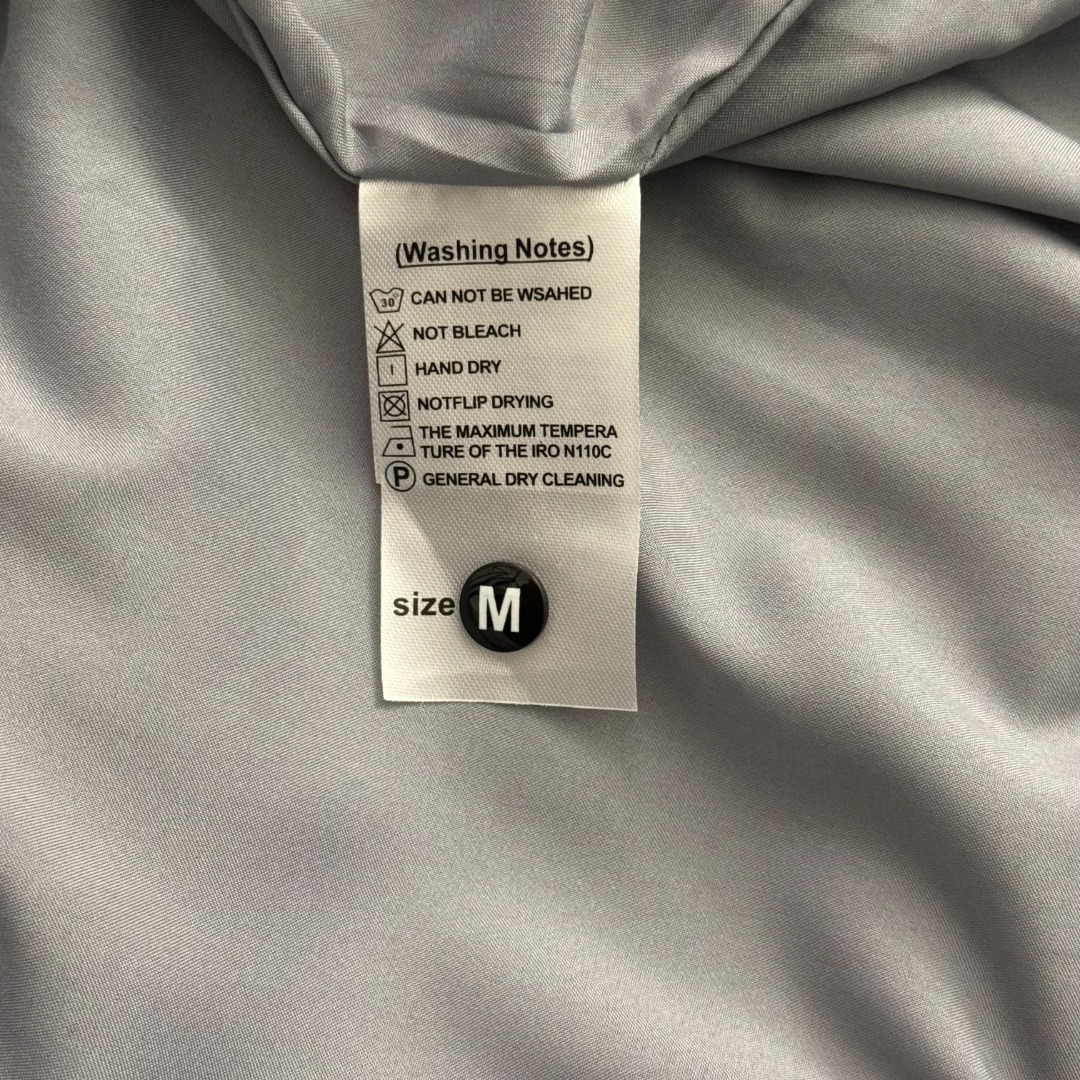 (Washing Notes)
30° CAN NOT BE WSAHED
NOT BLEACH
HAND DRY
NOTFLIP DRYING
THE MAXIMUM TEMPERA
TURE OF THE IRO N110C
P GENERAL DRY CLEANING
size M